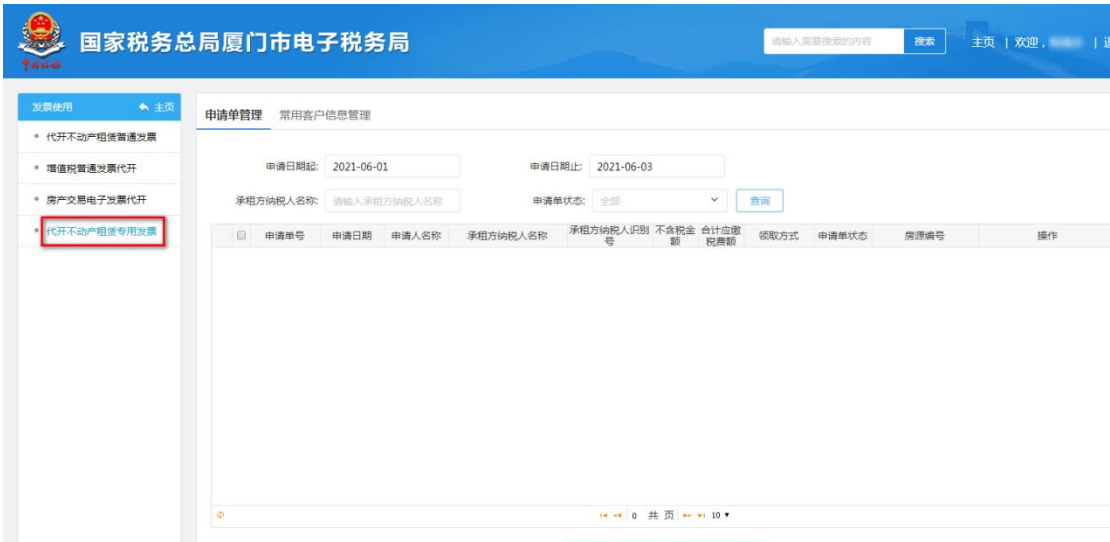 国家税务总局厦门市电子税务局
中国税务
请输入需要搜索的内容 搜索 主页 | 欢迎， |
发票使用 主页
代开不动产租赁普通发票
增值税普通发票代开
房产交易电子发票代开
代开不动产租赁专用发票
申请单管理 常用客户信息管理
申请日期起: 2021-06-01 申请日期止: 2021-06-03
承租方纳税人名称: 请输入承租方纳税人名称 申请单状态: 全部 查询
申请单号 申请日期 申请人名称 承租方纳税人名称 承租方纳税人识别号 不含税金额 合计应缴税费额 领取方式 申请单状态 房源编号 操作
0 共 页 10